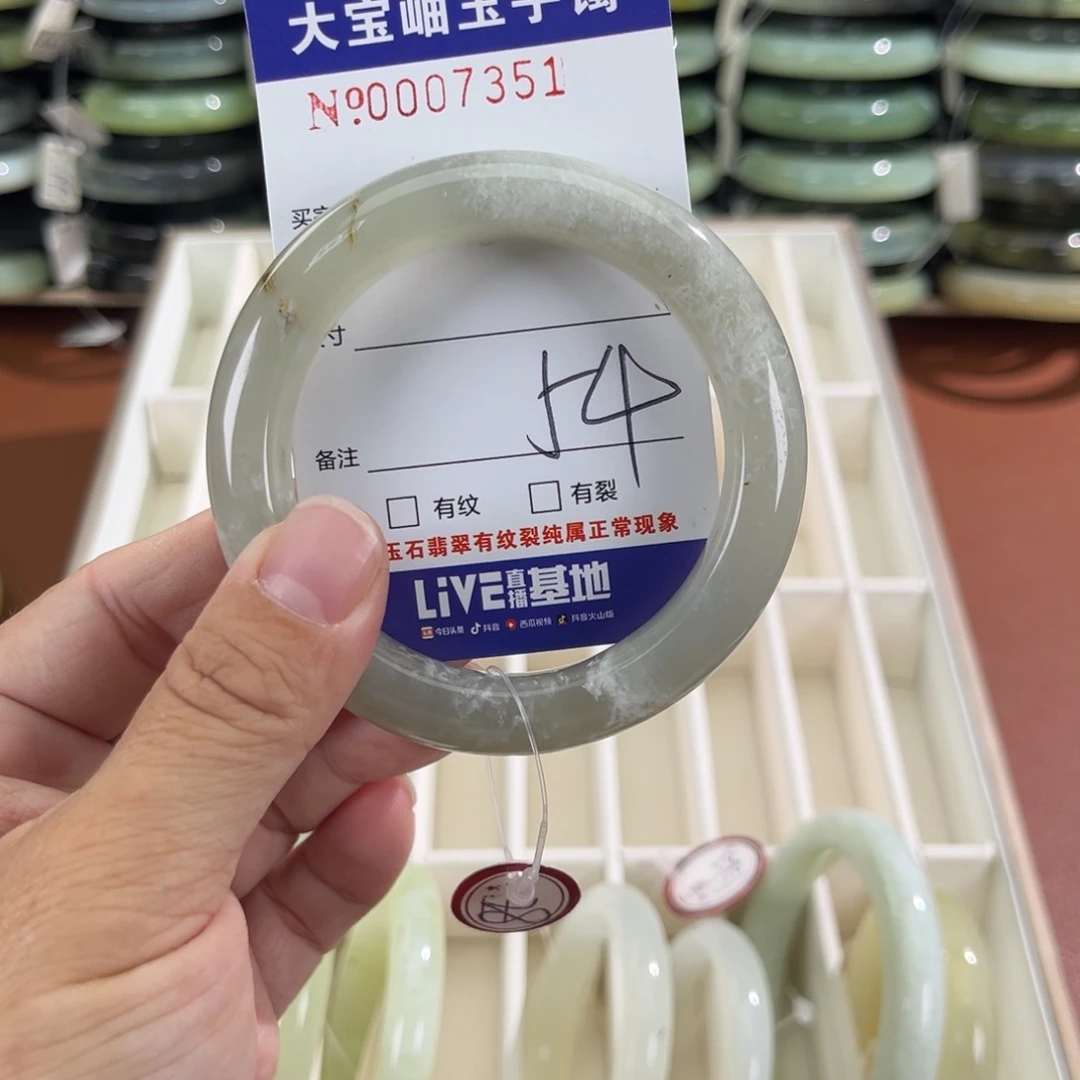 大宝岫玉手镯
Nº0007351
买家
寸
54
备注
有纹 有裂
玉石翡翠有纹裂纯属正常现象
LiVE直播基地
今日头条 抖音 西瓜视频 抖音火山版